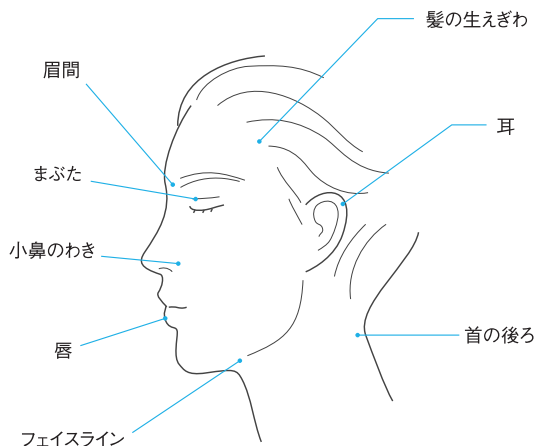 髪の生えぎわ
眉間
耳
まぶた
小鼻のわき
首の後ろ
唇
フェイスライン